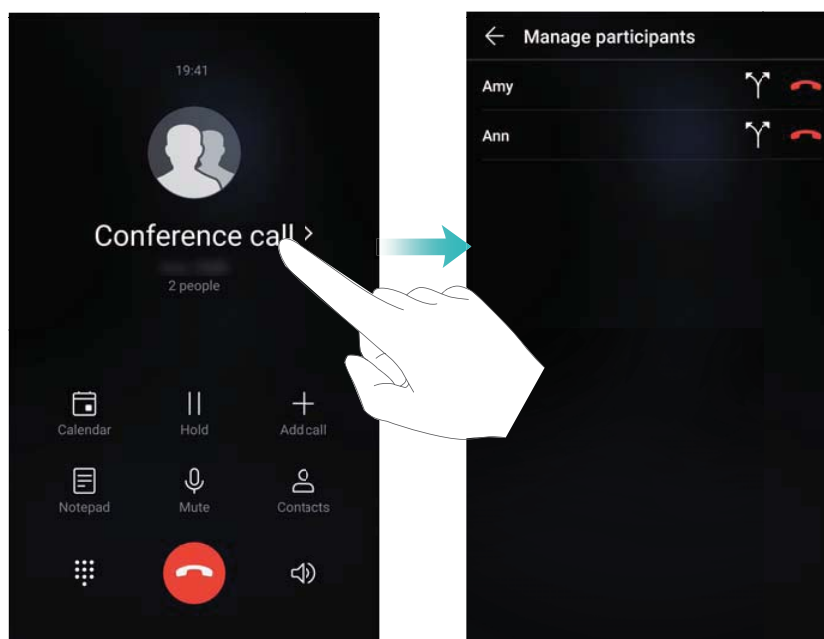 19:41
Conference call
2 people
Calendar
Hold
Add call
Notepad
Mute
Contacts
Manage participants
Amy
Ann